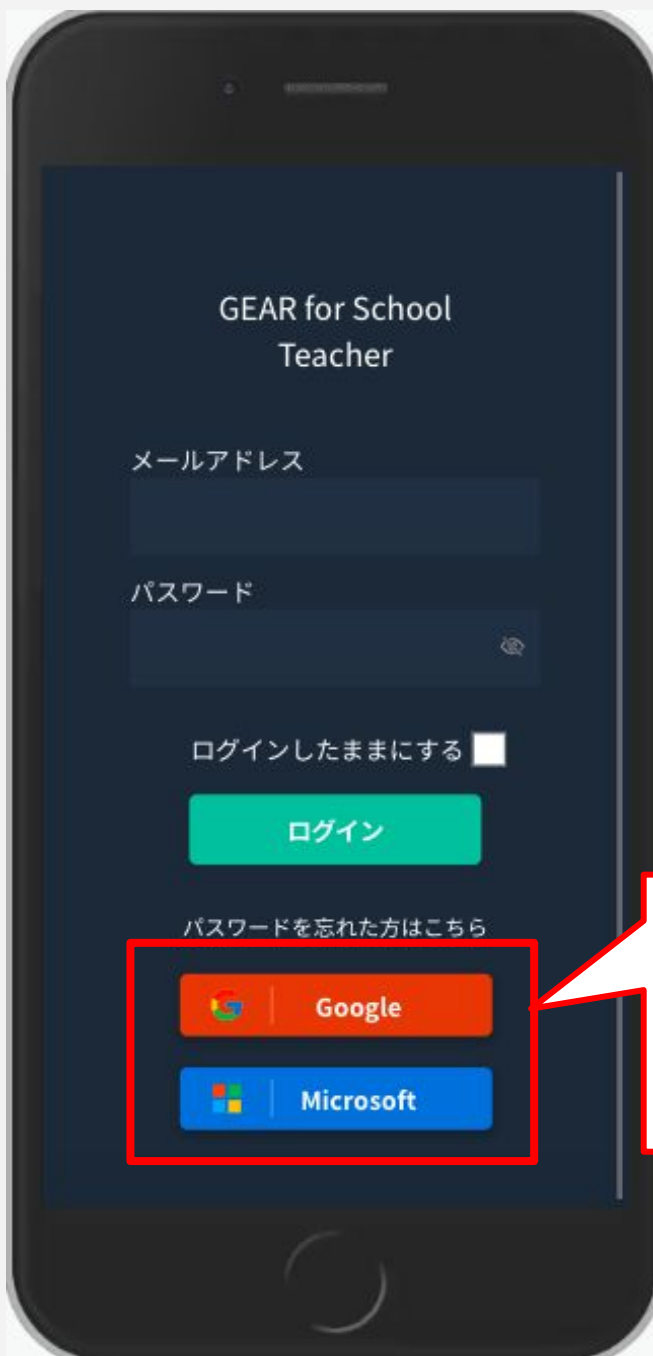 GEAR for School
Teacher
メールアドレス
パスワード
ログインしたままにする
ログイン
パスワードを忘れた方はこちら
Google
Microsoft